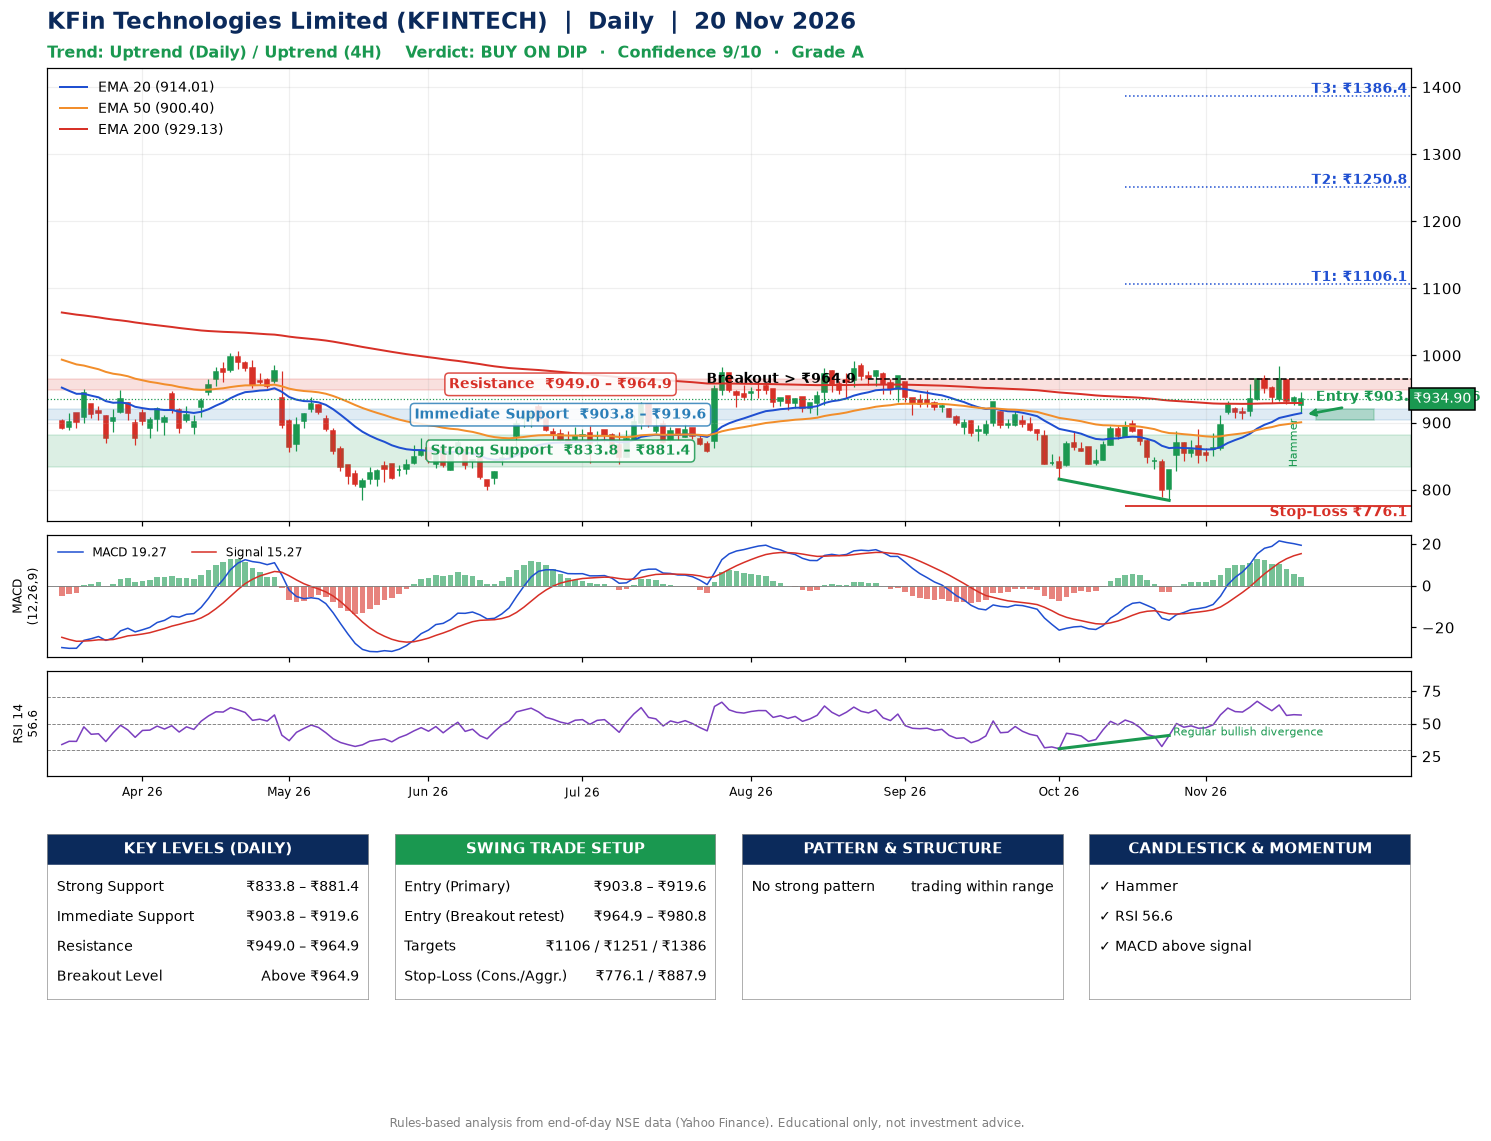 KFin Technologies Limited (KFINTECH) | Daily | 20 Nov 2026
Trend: Uptrend (Daily) / Uptrend (4H) Verdict: BUY ON DIP · Confidence 9/10 · Grade A
EMA 20 (914.01)
EMA 50 (900.40)
EMA 200 (929.13)
T3: ₹1386.4
T2: ₹1250.8
T1: ₹1106.1
Resistance ₹949.0 – ₹964.9
Breakout > ₹964.9
Immediate Support ₹903.8 – ₹919.6
Strong Support ₹833.8 – ₹881.4
Entry ₹903.
₹934.90
Hammer
Stop-Loss ₹776.1
1400
1300
1200
1100
1000
900
800
MACD 19.27 Signal 15.27
MACD
(12,26,9)
20
0
−20
RSI 14
56.6
75
50
25
Regular bullish divergence
Apr 26 May 26 Jun 26 Jul 26 Aug 26 Sep 26 Oct 26 Nov 26
KEY LEVELS (DAILY)
Strong Support ₹833.8 – ₹881.4
Immediate Support ₹903.8 – ₹919.6
Resistance ₹949.0 – ₹964.9
Breakout Level Above ₹964.9
SWING TRADE SETUP
Entry (Primary) ₹903.8 – ₹919.6
Entry (Breakout retest) ₹964.9 – ₹980.8
Targets ₹1106 / ₹1251 / ₹1386
Stop-Loss (Cons./Aggr.) ₹776.1 / ₹887.9
PATTERN & STRUCTURE
No strong pattern trading within range
CANDLESTICK & MOMENTUM
✓ Hammer
✓ RSI 56.6
✓ MACD above signal
Rules-based analysis from end-of-day NSE data (Yahoo Finance). Educational only, not investment advice.